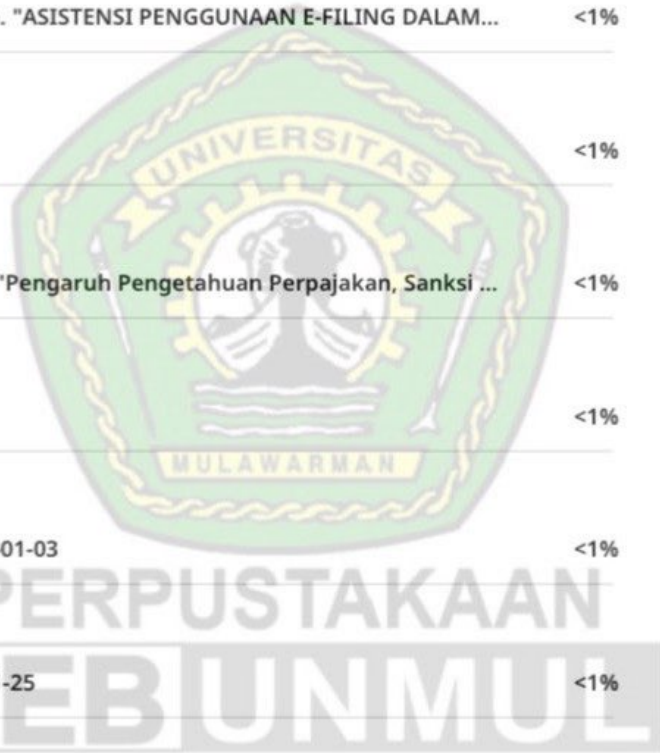 . "ASISTENSI PENGGUNAAN E-FILING DALAM... <1%
UNIVERSITAS
<1%
"Pengaruh Pengetahuan Perpajakan, Sanksi ... <1%
<1%
MULAWARMAN
01-03 <1%
PERPUSTAKAAN
-25 <1%
EB UNMUL